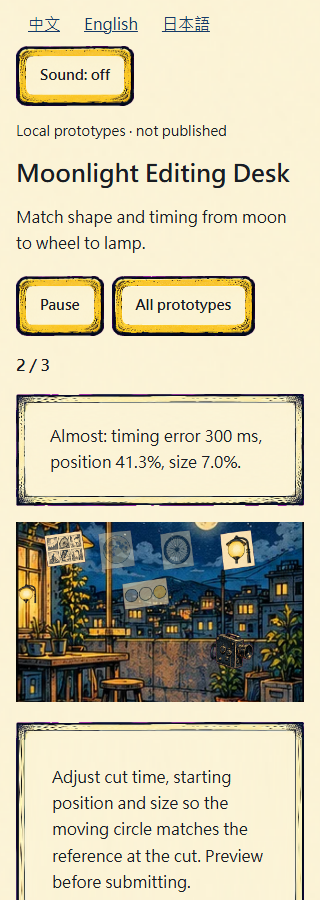 中文 English 日本語
Sound: off
Local prototypes · not published
Moonlight Editing Desk
Match shape and timing from moon
to wheel to lamp.
Pause All prototypes
2 / 3
Almost: timing error 300 ms,
position 41.3%, size 7.0%.
Adjust cut time, starting
position and size so the
moving circle matches the
reference at the cut. Preview
before submitting.